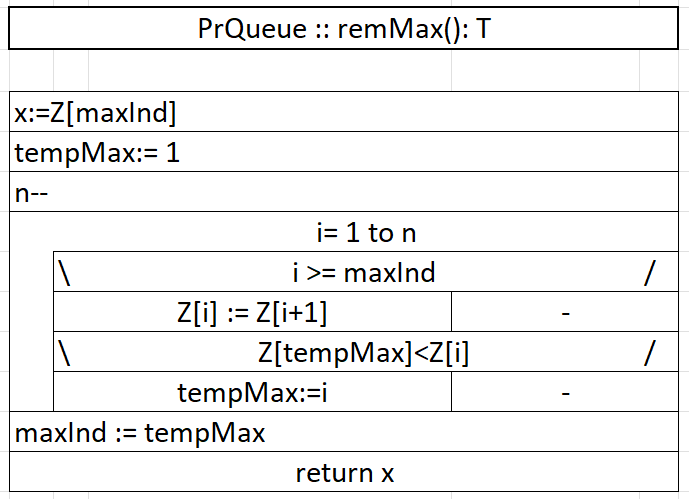 PrQueue :: remMax(): T
x:=Z[maxInd]
tempMax:= 1
n--
i= 1 to n
\ i >= maxInd /
Z[i] := Z[i+1] -
\ Z[tempMax]<Z[i] /
tempMax:=i -
maxInd := tempMax
return x